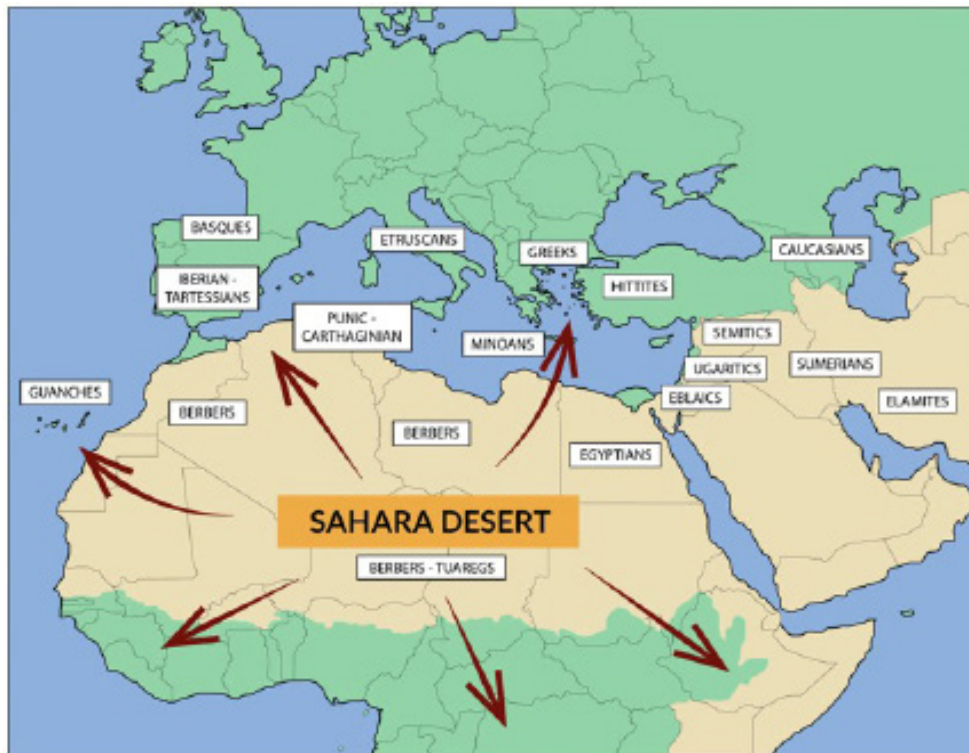 BASQUES
ETRUSCANS
GREEKS
CAUCASIANS
IBERIAN -
TARTESSIANS
HITTITES
PUNIC -
CARTHAGINIAN
MINOANS
SEMITICS
UGARITICS
SUMERIANS
GUANCHES
BERBERS
BERBERS
EBLAICS
ELAMITES
EGYPTIANS
SAHARA DESERT
BERBERS - TUAREGS